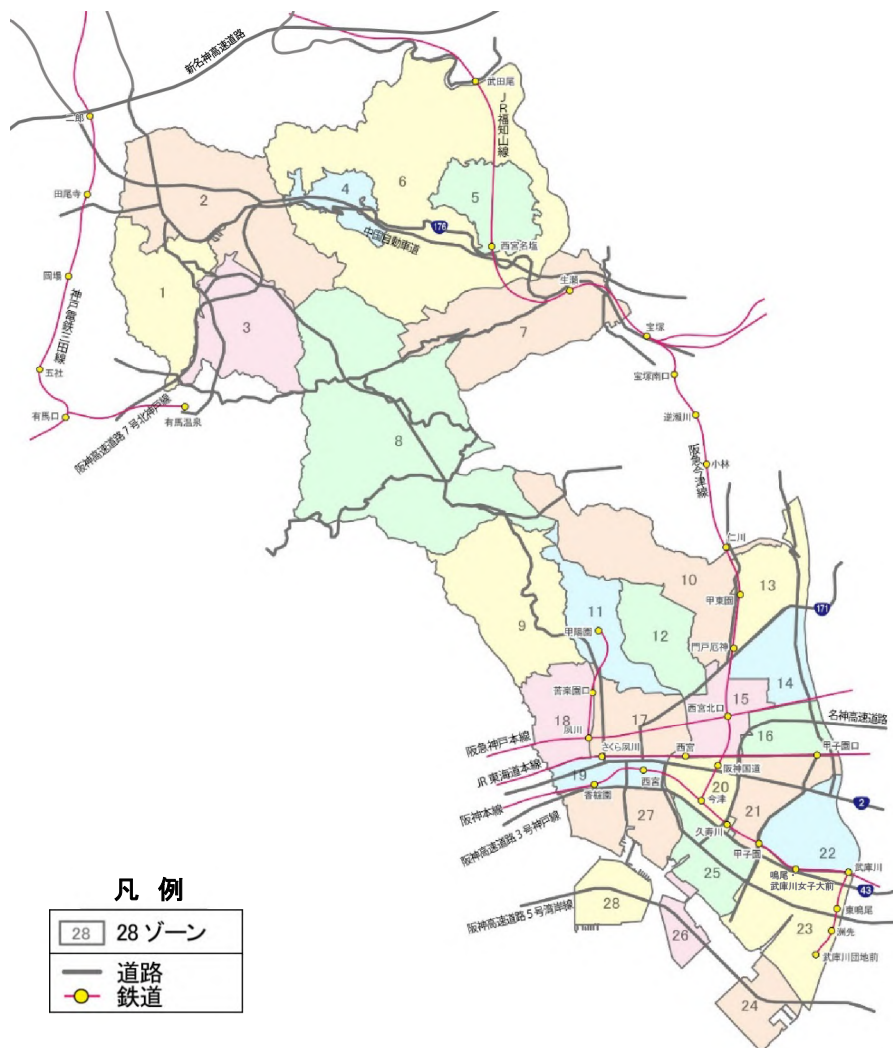 新名神高速道路
武田尾
JR福知山線
二郎
田尾寺
岡場
神戸電鉄三田線
五社
有馬口
有馬温泉
阪神高速道路7号北神戸線
1
2
3
4
5
6
176
中国自動車道
西宮名塩
生瀬
7
宝塚
宝塚南口
逆瀬川
小林
阪急今津線
8
仁川
9
10
甲東園
13
11
甲陽園
12
171
門戸厄神
14
苦楽園口
18
夙川
17
15
西宮北口
名神高速道路
16
阪急神戸本線
さくら夙川
西宮
甲子園口
JR東海道本線
阪神国道
19
西宮
20
2
香櫨園
今津
21
阪神本線
27
久寿川
22
阪神高速道路3号神戸線
甲子園
25
鳴尾・
武庫川女子大前
武庫川
43
28
阪神高速道路5号湾岸線
東鳴尾
23
洲先
26
武庫川団地前
24
凡 例
28 28ゾーン
道路
鉄道